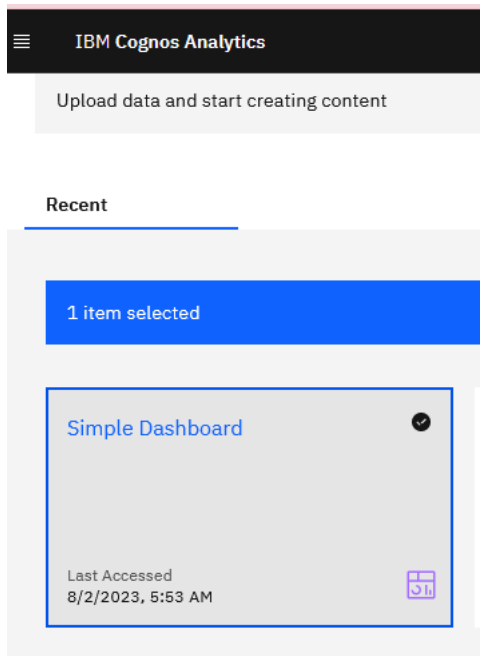 IBM Cognos Analytics
Upload data and start creating content
Recent
1 item selected
Simple Dashboard
Last Accessed
8/2/2023, 5:53 AM